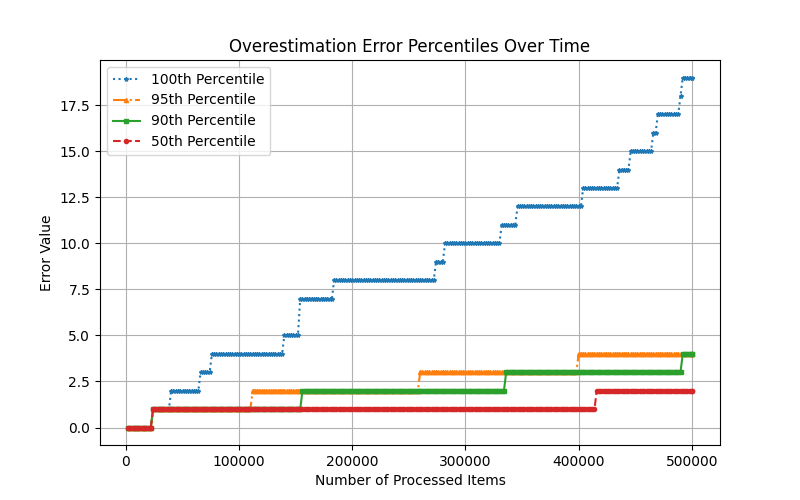 Overestimation Error Percentiles Over Time
100th Percentile
95th Percentile
90th Percentile
50th Percentile
Error Value
17.5
15.0
12.5
10.0
7.5
5.0
2.5
0.0
0 100000 200000 300000 400000 500000
Number of Processed Items